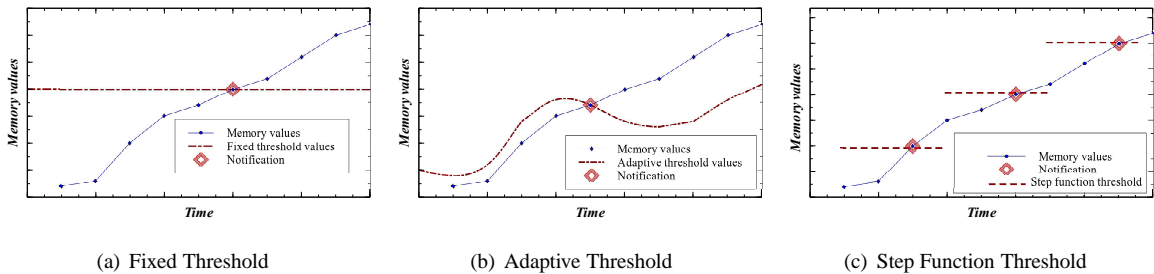 Memory values
Memory values
Fixed threshold values
Notification
Time
(a) Fixed Threshold
Memory values
Memory values
Adaptive threshold values
Notification
Time
(b) Adaptive Threshold
Memory values
Memory values
Notification
Step function threshold
Time
(c) Step Function Threshold